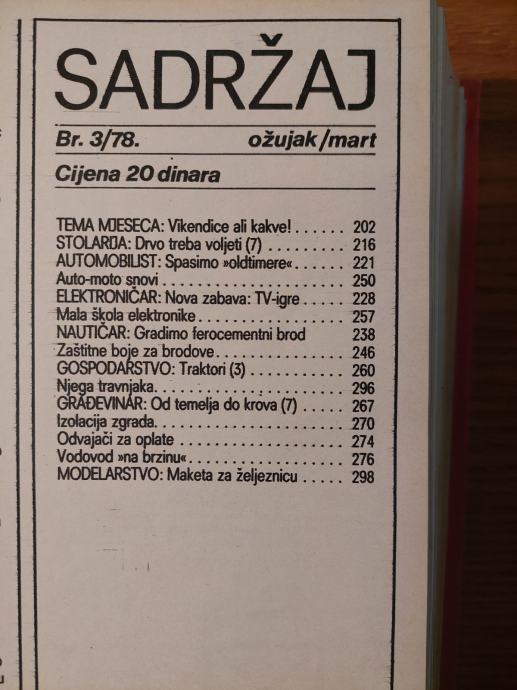 SADRŽAJ
Br. 3/78. ožujak/mart
Cijena 20 dinara
TEMA MJESECA: Vikendice ali kakve! . . . . . . 202
STOLARIJA: Drvo treba voljeti (7) . . . . . . . . . 216
AUTOMOBILIST: Spasimo »oldtimere« . . . . . . 221
Auto-moto snovi . . . . . . . . . . . . . . . . . . . . . 250
ELEKTRONIČAR: Nova zabava: TV-igre . . . . . 228
Mala škola elektronike . . . . . . . . . . . . . . . . . 257
NAUTIČAR: Gradimo ferocementni brod 238
Zaštitne boje za brodove . . . . . . . . . . . . . . . 246
GOSPODARSTVO: Traktori (3) . . . . . . . . . . . 260
Njega travnjaka. . . . . . . . . . . . . . . . . . . . . . 296
GRAĐEVINAR: Od temelja do krova (7) . . . . . 267
Izolacija zgrada. . . . . . . . . . . . . . . . . . . . . . 270
Odvajači za oplate . . . . . . . . . . . . . . . . . . . 274
Vodovod »na brzinu« . . . . . . . . . . . . . . . . . 276
MODELARSTVO: Maketa za željeznicu . . . . . 298